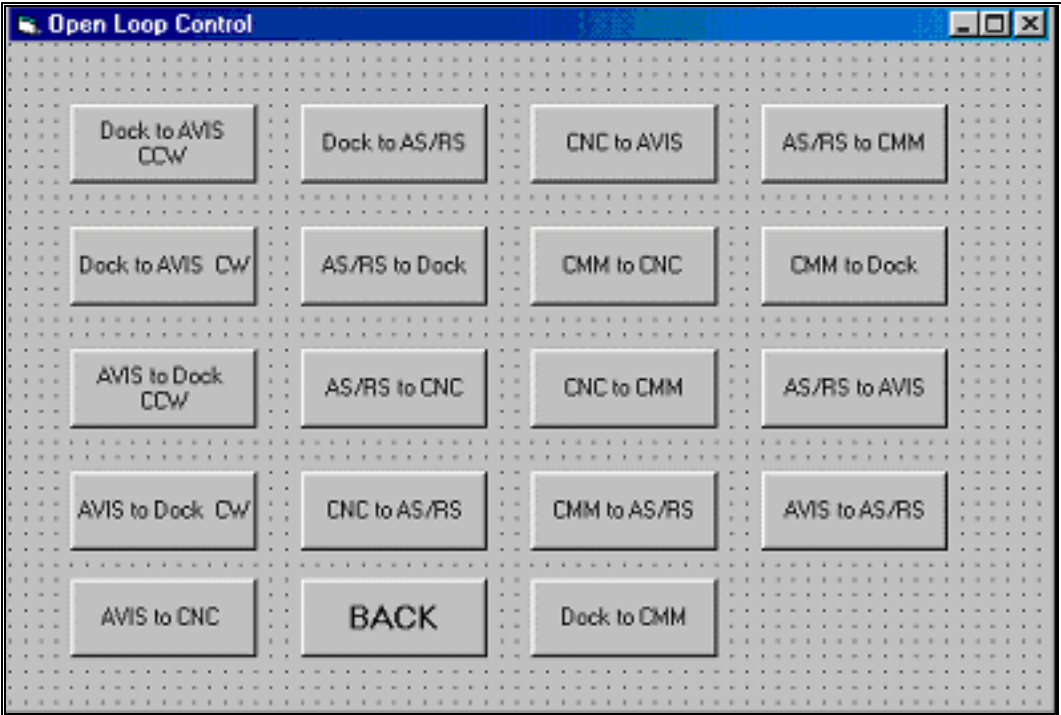 Open Loop Control
Dock to AVIS
CCW
Dock to AS/RS
CNC to AVIS
AS/RS to CMM
Dock to AVIS CW
AS/RS to Dock
CMM to CNC
CMM to Dock
AVIS to Dock
CCW
AS/RS to CNC
CNC to CMM
AS/RS to AVIS
AVIS to Dock CW
CNC to AS/RS
CMM to AS/RS
AVIS to AS/RS
AVIS to CNC
BACK
Dock to CMM